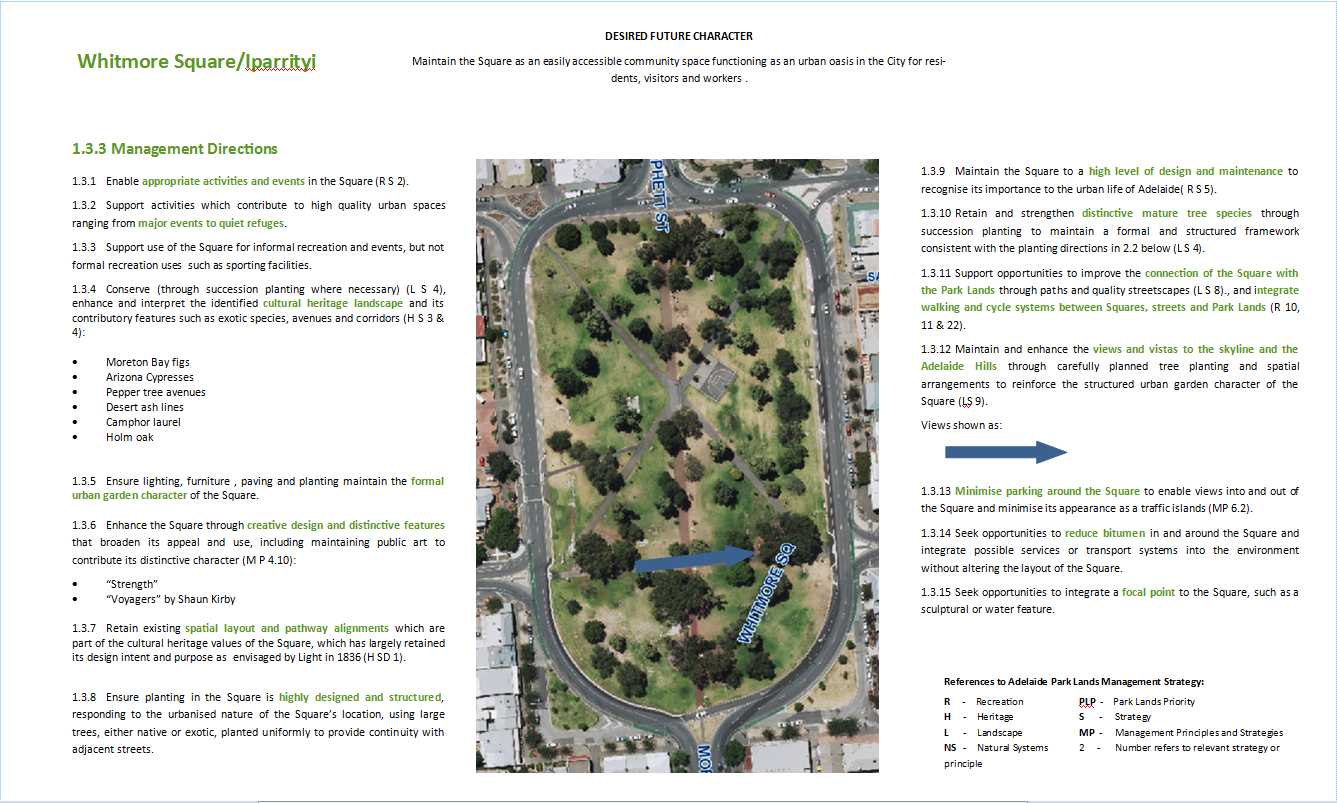 DESIRED FUTURE CHARACTER
Whitmore Square/Iparrityi
Maintain the Square as an easily accessible community space functioning as an urban oasis in the City for resi-
dents, visitors and workers .
1.3.3 Management Directions
1.3.1 Enable appropriate activities and events in the Square (R S 2).
1.3.2 Support activities which contribute to high quality urban spaces
ranging from major events to quiet refuges.
1.3.3 Support use of the Square for informal recreation and events, but not
formal recreation uses such as sporting facilities.
1.3.4 Conserve (through succession planting where necessary) (L S 4),
enhance and interpret the identified cultural heritage landscape and its
contributory features such as exotic species, avenues and corridors (H S 3 &
4):
• Moreton Bay figs
• Arizona Cypresses
• Pepper tree avenues
• Desert ash lines
• Camphor laurel
• Holm oak
1.3.5 Ensure lighting, furniture , paving and planting maintain the formal
urban garden character of the Square.
1.3.6 Enhance the Square through creative design and distinctive features
that broaden its appeal and use, including maintaining public art to
contribute its distinctive character (M P 4.10):
• “Strength”
• “Voyagers” by Shaun Kirby
1.3.7 Retain existing spatial layout and pathway alignments which are
part of the cultural heritage values of the Square, which has largely retained
its design intent and purpose as envisaged by Light in 1836 (H SD 1).
1.3.8 Ensure planting in the Square is highly designed and structured,
responding to the urbanised nature of the Square’s location, using large
trees, either native or exotic, planted uniformly to provide continuity with
adjacent streets.
PHETT ST
SA
WHITMORE SQ
MOR
1.3.9 Maintain the Square to a high level of design and maintenance to
recognise its importance to the urban life of Adelaide( R S 5).
1.3.10 Retain and strengthen distinctive mature tree species through
succession planting to maintain a formal and structured framework
consistent with the planting directions in 2.2 below (L S 4).
1.3.11 Support opportunities to improve the connection of the Square with
the Park Lands through paths and quality streetscapes (L S 8)., and integrate
walking and cycle systems between Squares, streets and Park Lands (R 10,
11 & 22).
1.3.12 Maintain and enhance the views and vistas to the skyline and the
Adelaide Hills through carefully planned tree planting and spatial
arrangements to reinforce the structured urban garden character of the
Square (LS 9).
Views shown as:
1.3.13 Minimise parking around the Square to enable views into and out of
the Square and minimise its appearance as a traffic islands (MP 6.2).
1.3.14 Seek opportunities to reduce bitumen in and around the Square and
integrate possible services or transport systems into the environment
without altering the layout of the Square.
1.3.15 Seek opportunities to integrate a focal point to the Square, such as a
sculptural or water feature.
References to Adelaide Park Lands Management Strategy:
R - Recreation PLP - Park Lands Priority
H - Heritage S - Strategy
L - Landscape MP - Management Principles and Strategies
NS - Natural Systems 2 - Number refers to relevant strategy or
principle